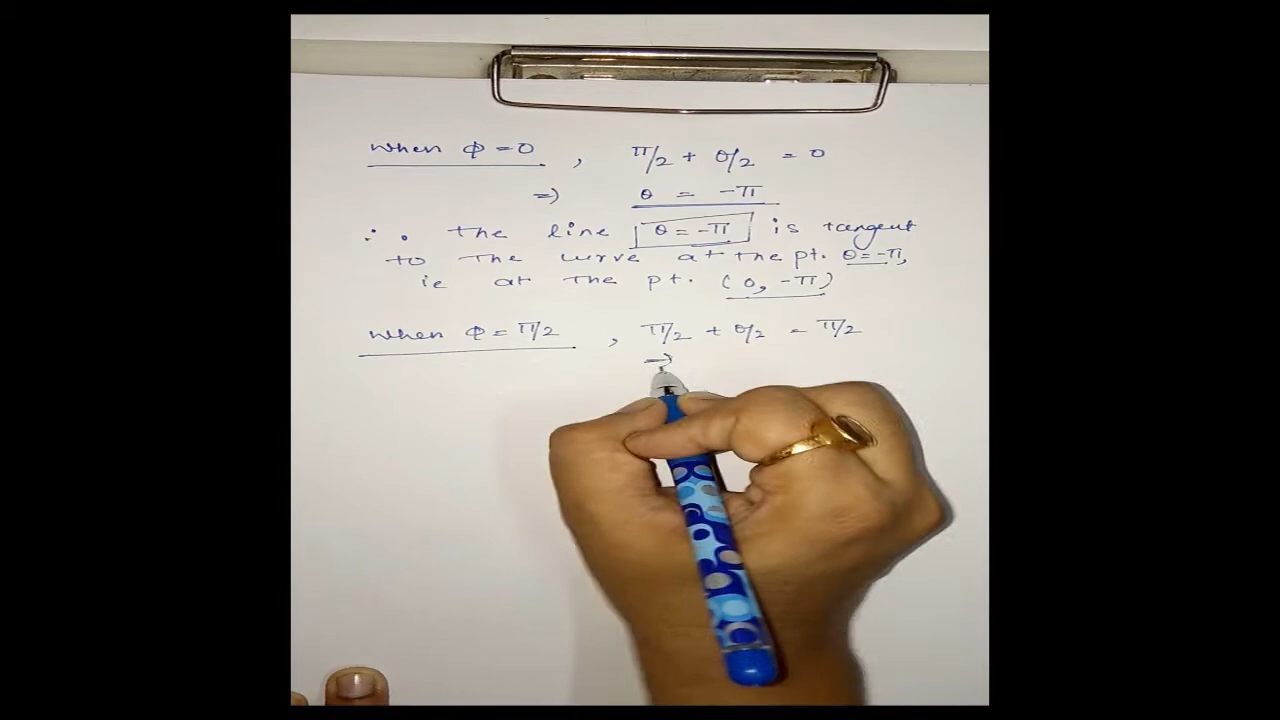 When φ=0 , π/2 + θ/2 = 0
=) θ = -π
∴ the line θ = -π is tangent
to the curve at the pt. θ=-π,
ie at the pt. (0, -π)
When φ=π/2 , π/2 + θ/2 = π/2
⇒